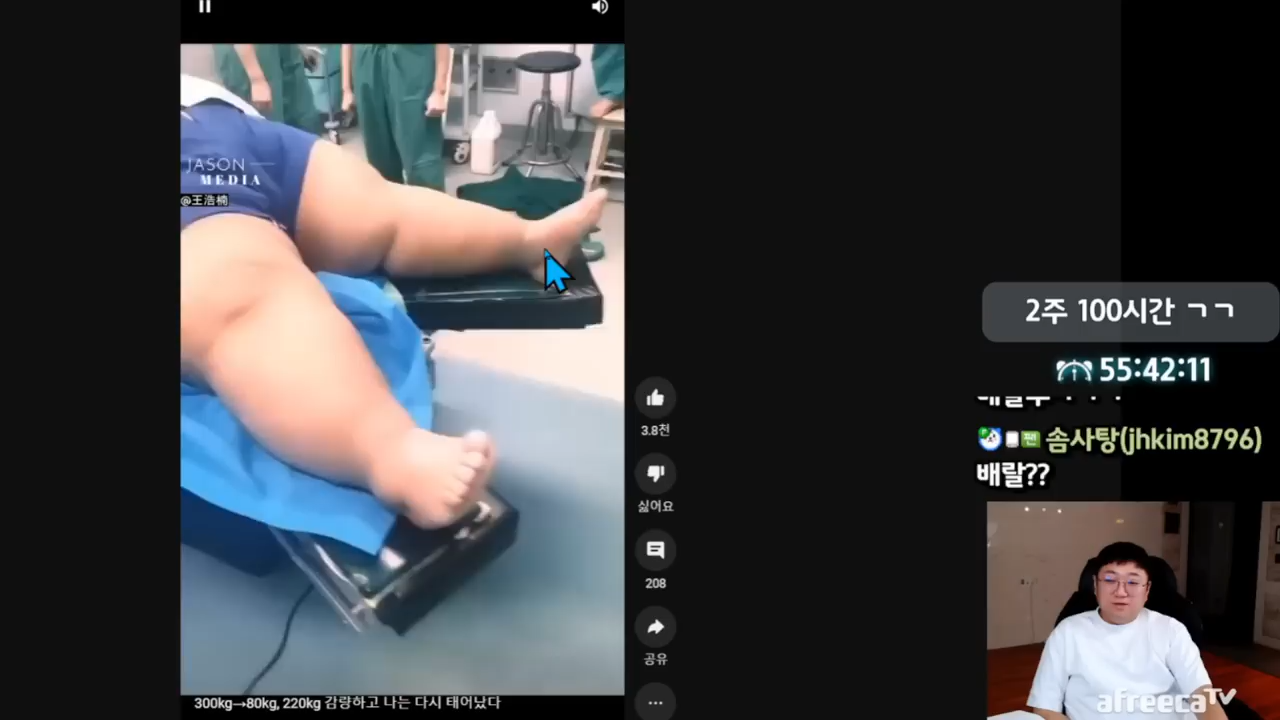 JASON
MEDIA
@王浩楠
3.8천
싫어요
208
공유
300kg→80kg, 220kg 감량하고 나는 다시 태어났다
2주 100시간 ㄱㄱ
55:42:11
팬 솜사탕(jhkim8796)
배랄??
afreecaTV